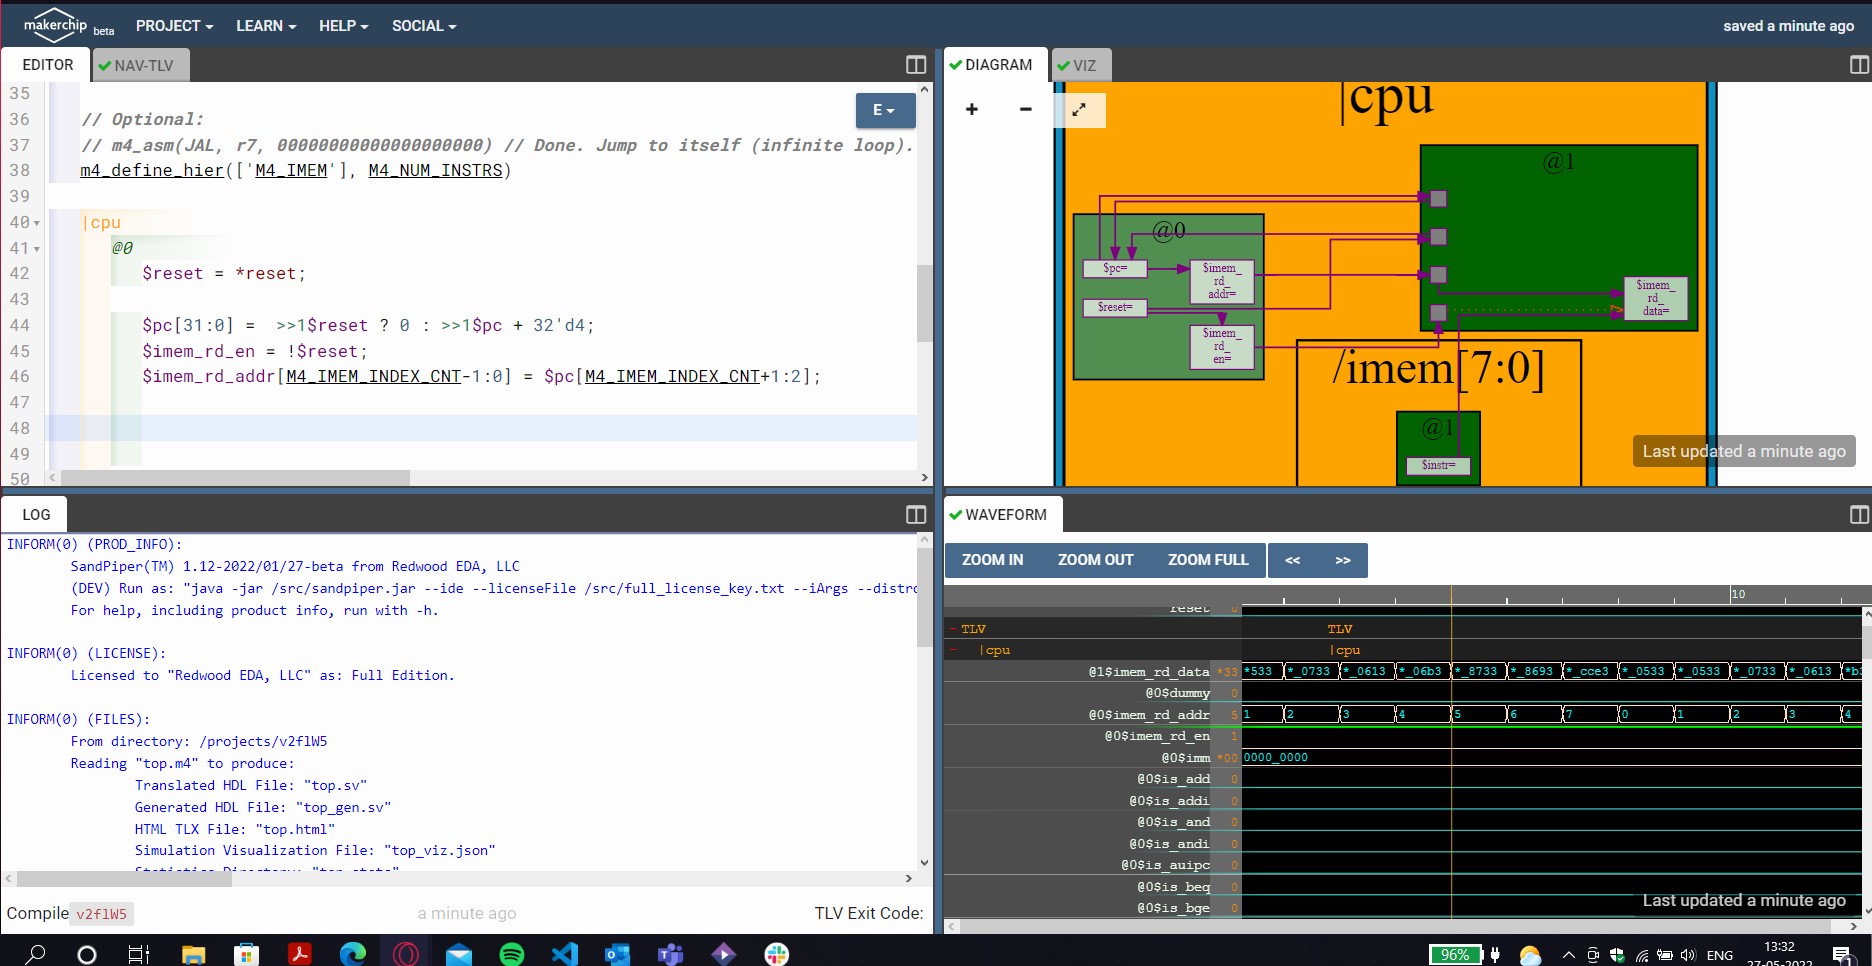 makerchip beta PROJECT LEARN HELP SOCIAL saved a minute ago
EDITOR NAV-TLV
35
36 // Optional:
37 // m4_asm(JAL, r7, 00000000000000000000) // Done. Jump to itself (infinite loop).
38 m4_define_hier(['M4_IMEM'], M4_NUM_INSTRS)
39
40 |cpu
41 @0
42 $reset = *reset;
43
44 $pc[31:0] = >>1$reset ? 0 : >>1$pc + 32'd4;
45 $imem_rd_en = !$reset;
46 $imem_rd_addr[M4_IMEM_INDEX_CNT-1:0] = $pc[M4_IMEM_INDEX_CNT+1:2];
47
48
49
50
E
DIAGRAM VIZ
+ -
|cpu
@1
@0
$pc=
$imem_
rd_
addr=
$reset=
$imem_
rd_
en=
$imem_
rd_
data=
/imem[7:0]
@1
$instr=
Last updated a minute ago
LOG
INFORM(0) (PROD_INFO):
SandPiper(TM) 1.12-2022/01/27-beta from Redwood EDA, LLC
(DEV) Run as: "java -jar /src/sandpiper.jar --ide --licenseFile /src/full_license_key.txt --iArgs --distro
For help, including product info, run with -h.
INFORM(0) (LICENSE):
Licensed to "Redwood EDA, LLC" as: Full Edition.
INFORM(0) (FILES):
From directory: /projects/v2flW5
Reading "top.m4" to produce:
Translated HDL File: "top.sv"
Generated HDL File: "top_gen.sv"
HTML TLX File: "top.html"
Simulation Visualization File: "top_viz.json"
Compile v2flW5 a minute ago TLV Exit Code:
WAVEFORM
ZOOM IN ZOOM OUT ZOOM FULL << >>
10
reset 0
- TLV TLV
- |cpu |cpu
@1$imem_rd_data *33 *533 *_0733 *_0613 *_06b3 *_8733 *_8693 *_cce3 *_0533 *_0533 *_0733 *_0613 *b3
@0$dummy 0
@0$imem_rd_addr 5 1 2 3 4 5 6 7 0 1 2 3 4
@0$imem_rd_en 1
@0$imm *00 0000_0000
@0$is_add 0
@0$is_addi 0
@0$is_and 0
@0$is_andi 0
@0$is_auipc 0
@0$is_beq 0
@0$is_bge 0
Last updated a minute ago
96% ENG 13:32
27-05-2022